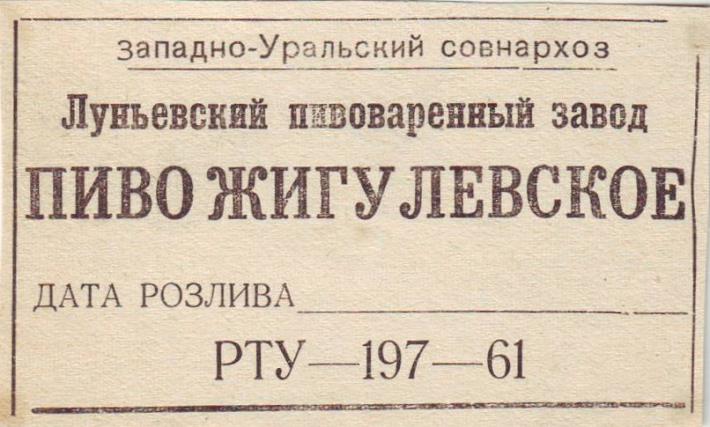 Западно-Уральский совнархоз
Луньевский пивоваренный завод
ПИВО ЖИГУЛЕВСКОЕ
ДАТА РОЗЛИВА
РТУ—197—61